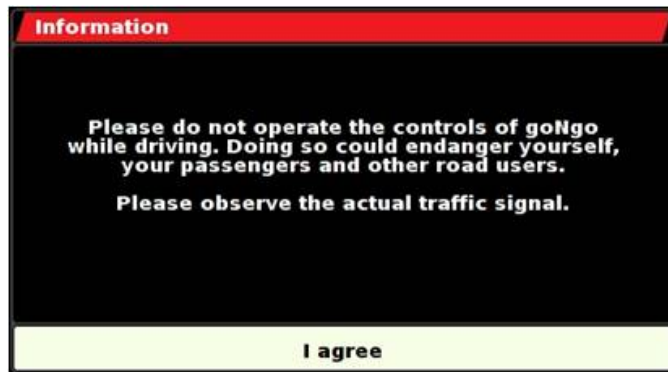 Information
Please do not operate the controls of goNgo
while driving. Doing so could endanger yourself,
your passengers and other road users.
Please observe the actual traffic signal.
I agree